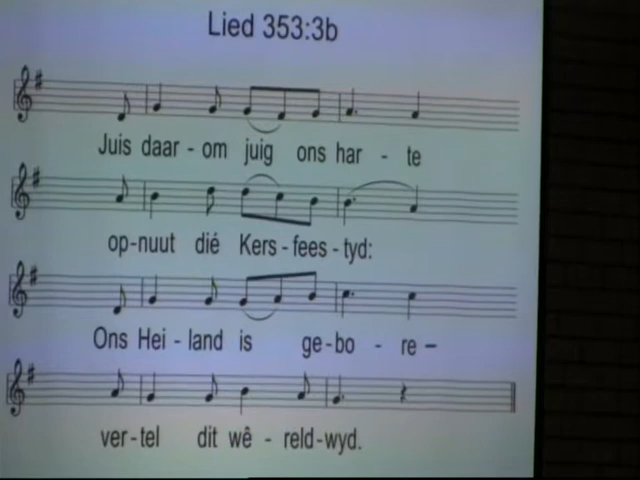 Lied 353:3b
Juis daar - om juig ons har - te
op-nuut dié Kers-fees-tyd:
Ons Hei - land is ge-bo - re –
ver-tel dit wê - reld-wyd.